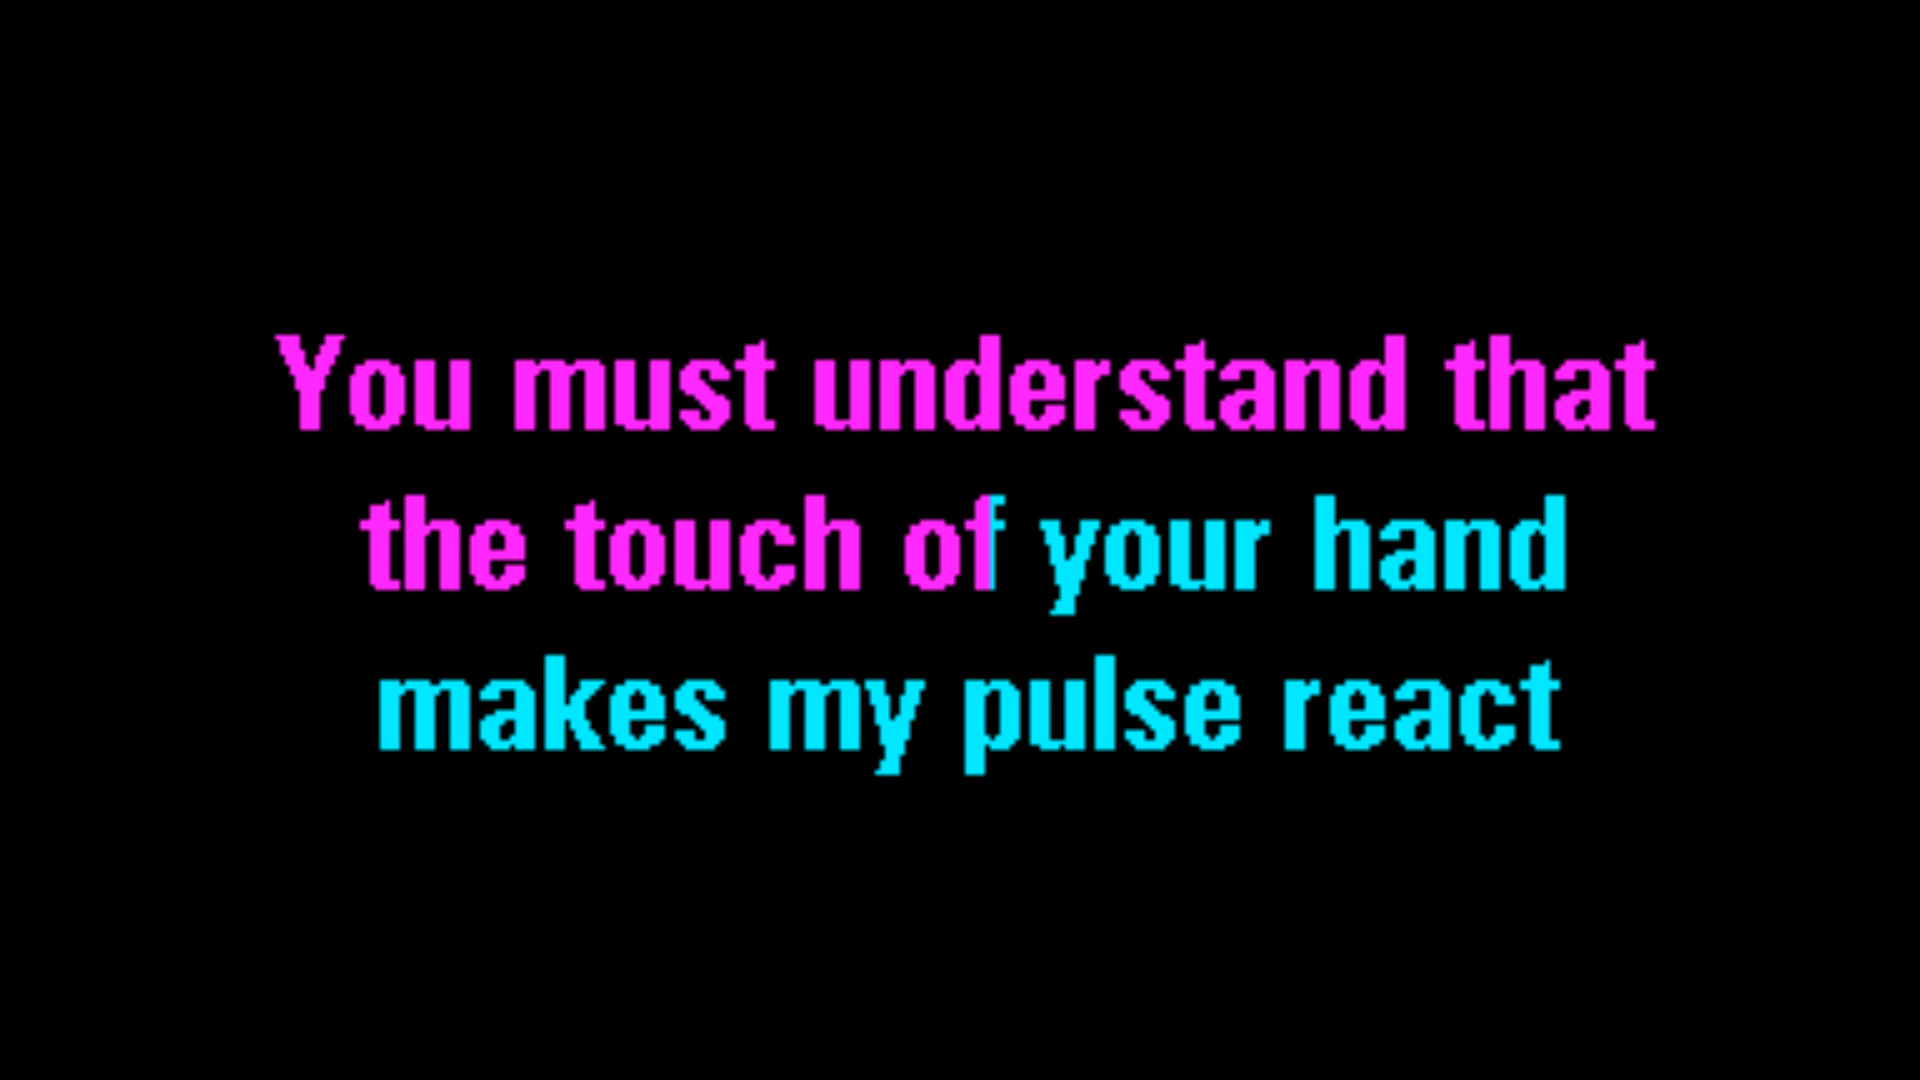 You must understand that
the touch of your hand
makes my pulse react